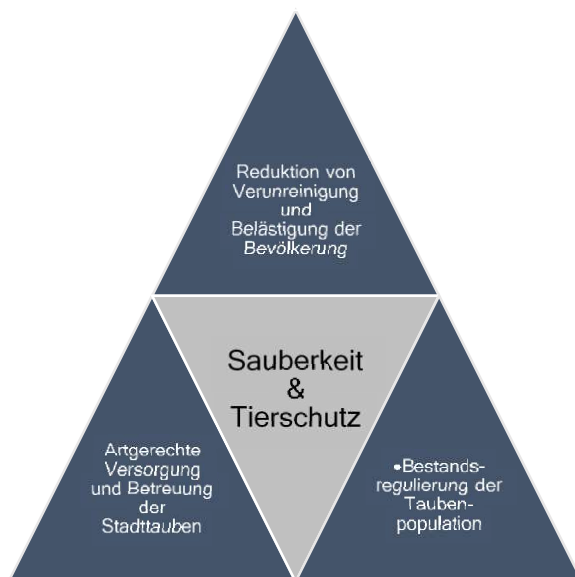 Reduktion von
Verunreinigung
und
Belästigung der
Bevölkerung
Sauberkeit
&
Tierschutz
Artgerechte
Versorgung
und Betreuung
der
Stadttauben
•Bestands-
regulierung der
Tauben-
population